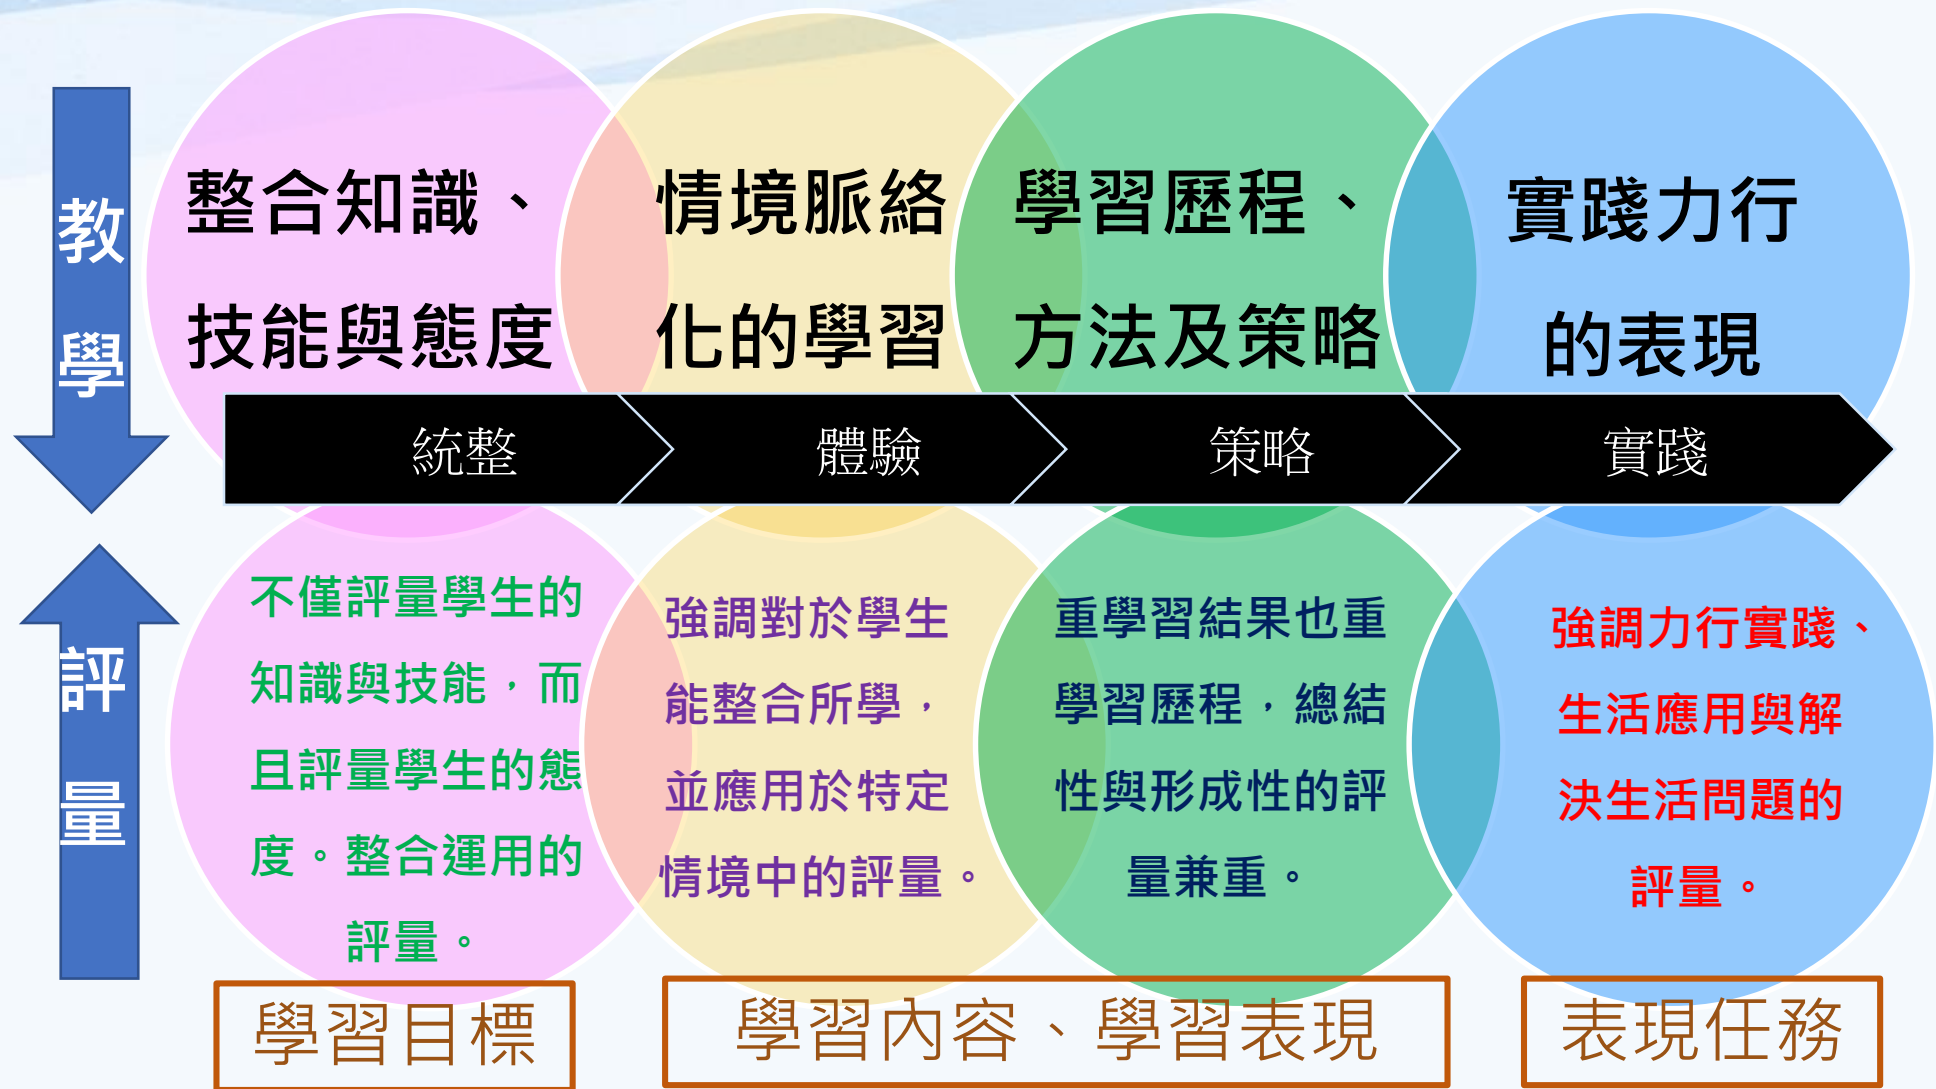 教
學
整合知識、
技能與態度
情境脈絡
化的學習
學習歷程、
方法及策略
實踐力行
的表現
統整
體驗
策略
實踐
評
量
不僅評量學生的
知識與技能，而
且評量學生的態
度。整合運用的
評量。
強調對於學生
能整合所學，
並應用於特定
情境中的評量。
重學習結果也重
學習歷程，總結
性與形成性的評
量兼重。
強調力行實踐、
生活應用與解
決生活問題的
評量。
學習目標
學習內容、學習表現
表現任務